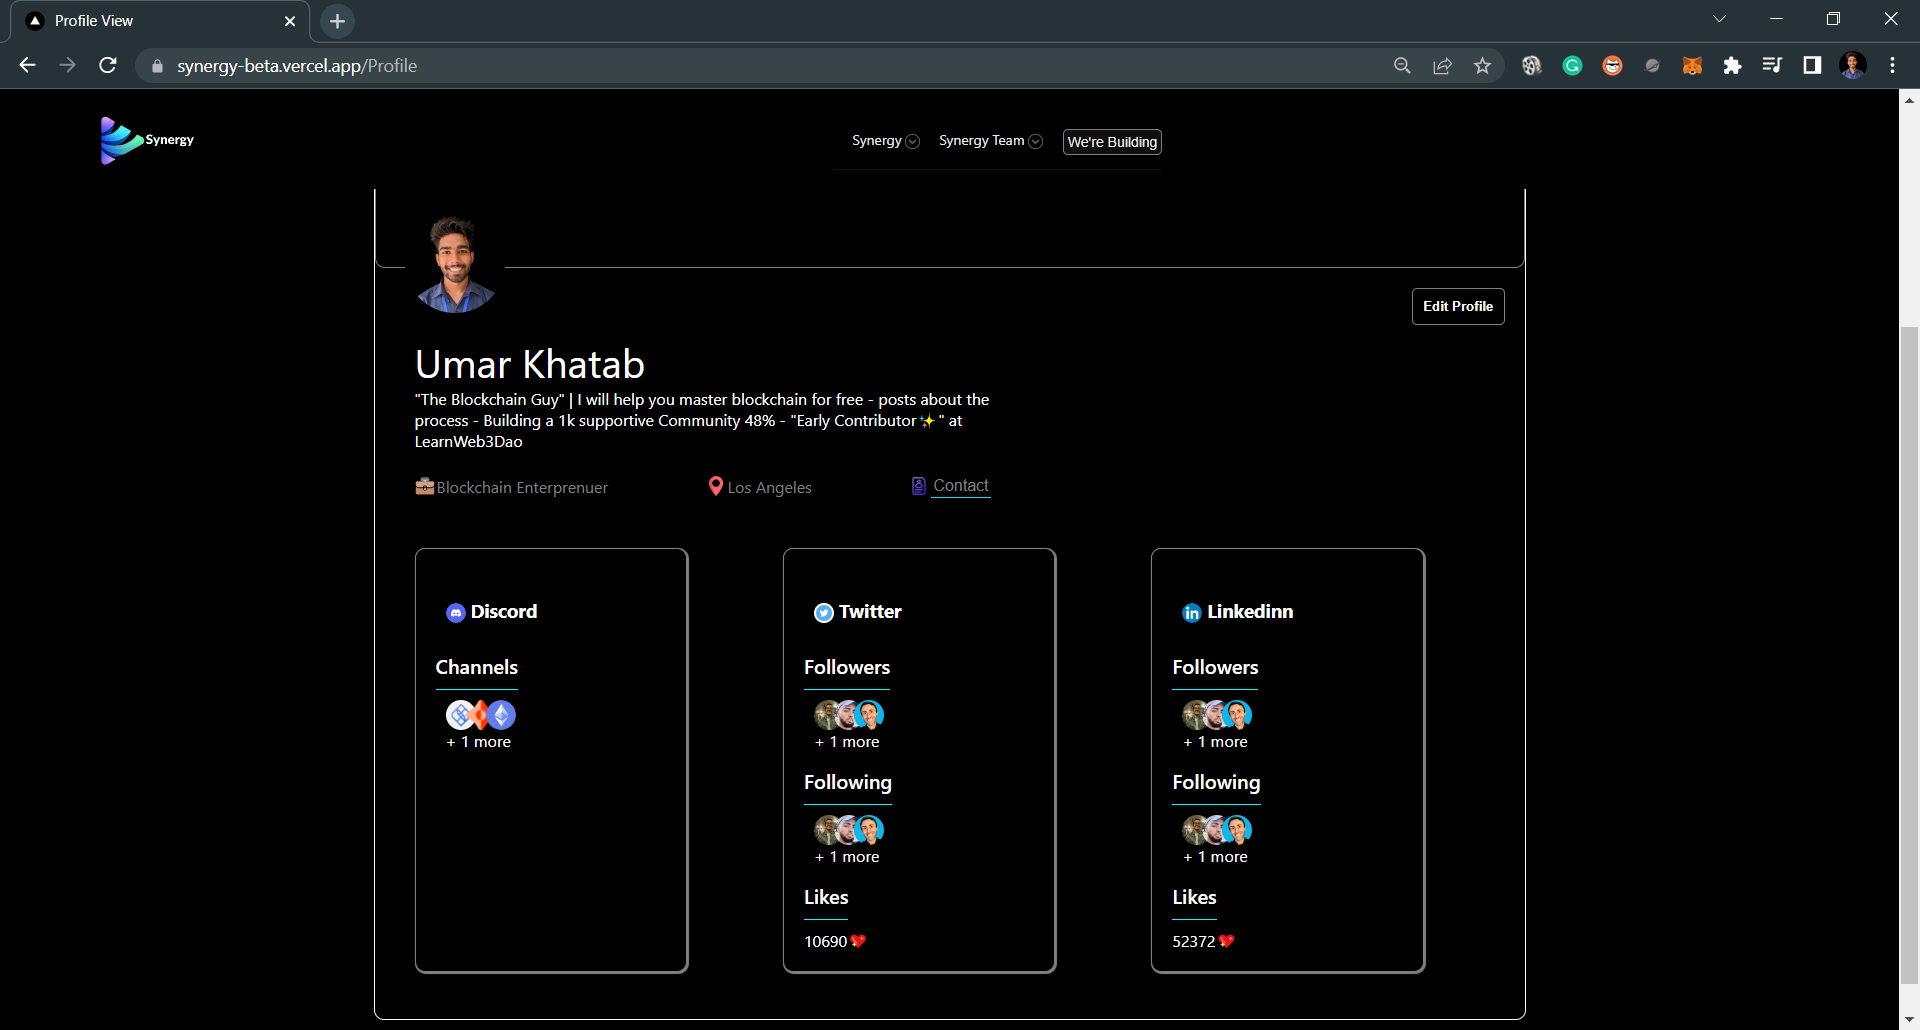 Profile View
synergy-beta.vercel.app/Profile
Synergy
Synergy
Synergy Team
We're Building
Edit Profile
Umar Khatab
"The Blockchain Guy" | I will help you master blockchain for free - posts about the
process - Building a 1k supportive Community 48% - "Early Contributor✨" at
LearnWeb3Dao
Blockchain Enterprenuer
Los Angeles
Contact
Discord
Channels
+ 1 more
Twitter
Followers
+ 1 more
Following
+ 1 more
Likes
10690💖
Linkedinn
Followers
+ 1 more
Following
+ 1 more
Likes
52372💖